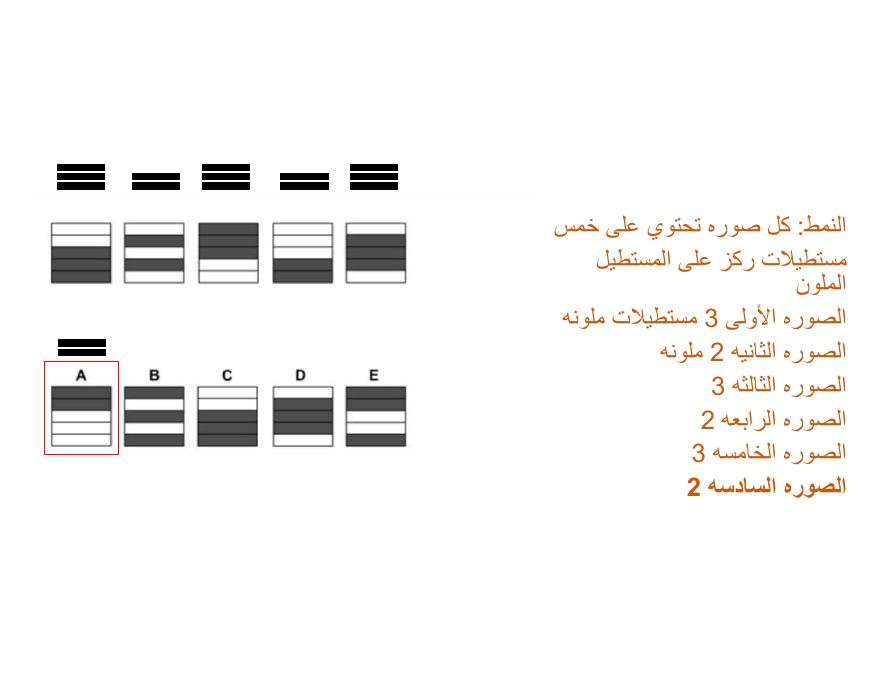 النمط: كل صوره تحتوي على خمس
مستطيلات ركز على المستطيل
الملون
الصوره الأولى 3 مستطيلات ملونه
الصوره الثانيه 2 ملونه
الصوره الثالثه 3
الصوره الرابعه 2
الصوره الخامسه 3
الصوره السادسه 2
A B C D E